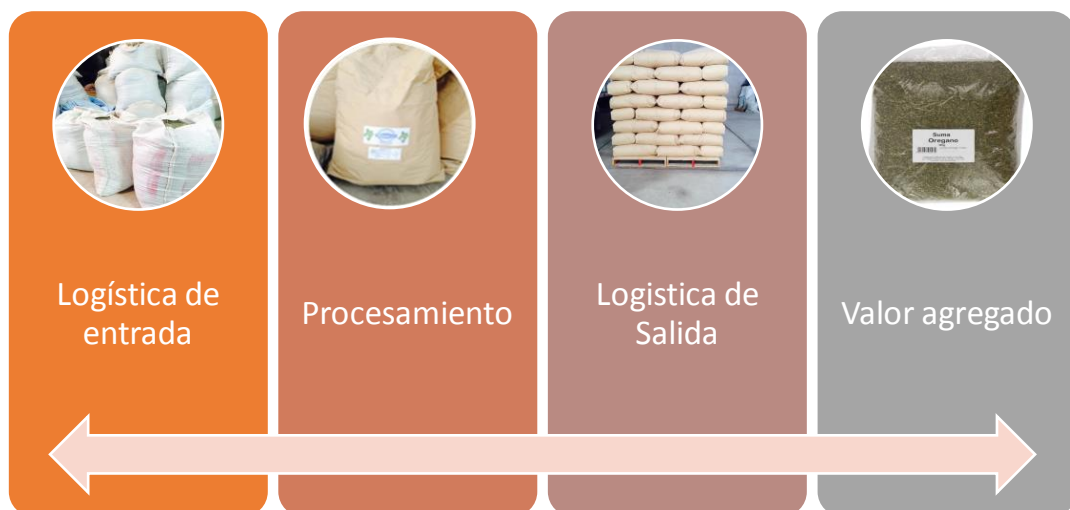 Logística de
entrada
Procesamiento
Logistica de
Salida
Valor agregado
Suma
Oregano